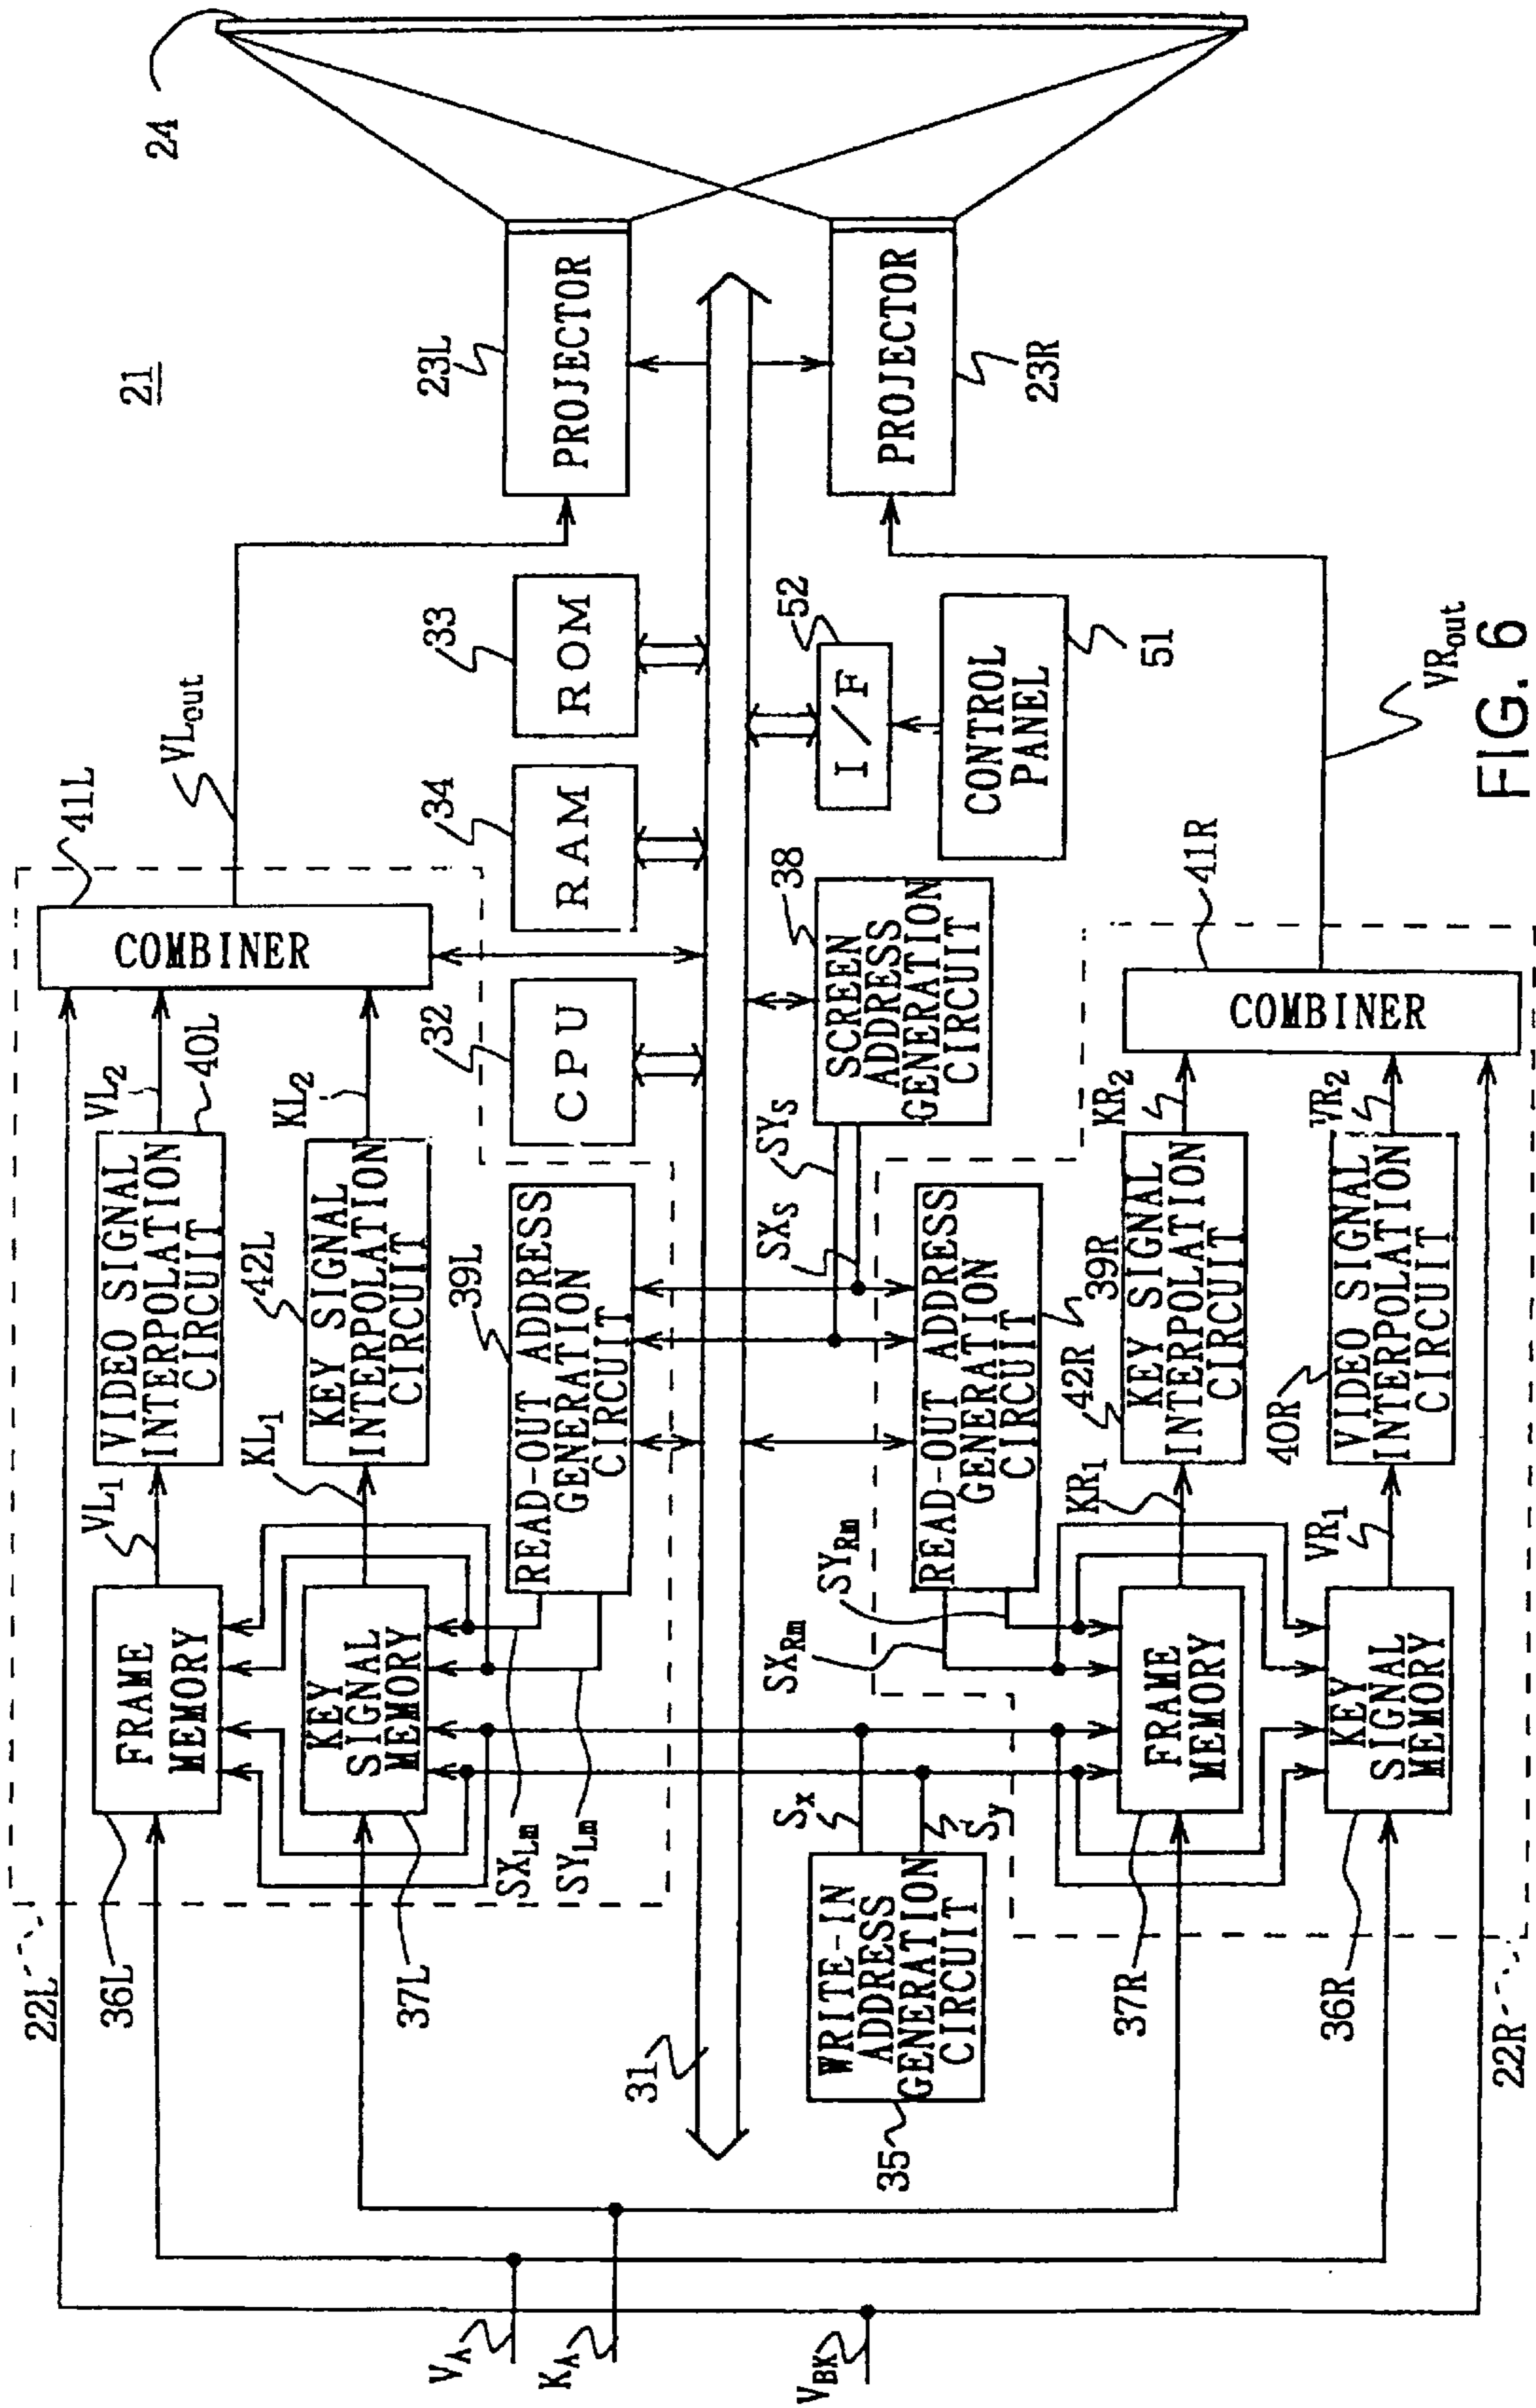 21
24
22L
41L
VLout
COMBINER
VL2
40L
VIDEO SIGNAL
INTERPOLATION
CIRCUIT
VL1
FRAME
MEMORY
36L
KL2
42L
KEY SIGNAL
INTERPOLATION
CIRCUIT
KL1
KEY
SIGNAL
MEMORY
37L
39L
READ-OUT ADDRESS
GENERATION
CIRCUIT
SXLm
SYLm
32
CPU
34
RAM
33
ROM
23L
PROJECTOR
31
PROJECTOR
23R
52
I/F
CONTROL
PANEL
51
38
SCREEN
ADDRESS
GENERATION
CIRCUIT
SYS
SXS
Sx
Sy
WRITE-IN
ADDRESS
GENERATION
CIRCUIT
35
READ-OUT ADDRESS
GENERATION
CIRCUIT
39R
SYRm
SXRm
37R
FRAME
MEMORY
KR1
42R
KEY SIGNAL
INTERPOLATION
CIRCUIT
KR2
36R
KEY
SIGNAL
MEMORY
VR1
40R
VIDEO SIGNAL
INTERPOLATION
CIRCUIT
VR2
41R
COMBINER
VRout
22R
VA
KA
VBK
FIG. 6